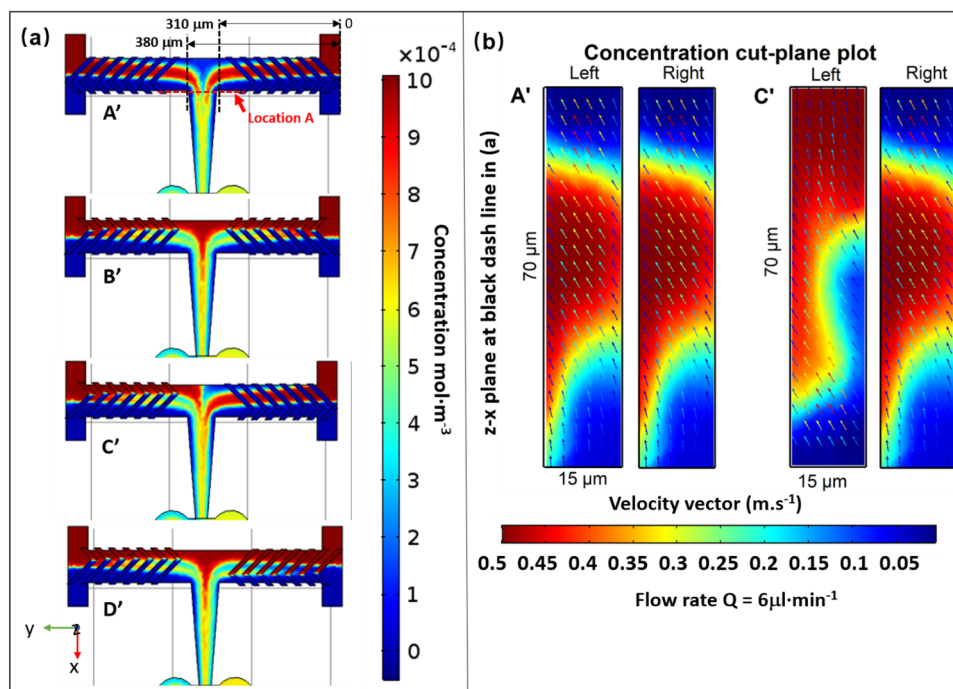 (a)
310 µm
0
380 µm
×10⁻⁴
A'
Location A
B'
C'
D'
y
z
x
10
9
8
7
6
5
4
3
2
1
0
Concentration mol·m⁻³
(b)
Concentration cut-plane plot
Left
Right
Left
Right
A'
C'
z-x plane at black dash line in (a)
70 µm
70 µm
15 µm
15 µm
Velocity vector (m.s⁻¹)
0.5 0.45 0.4 0.35 0.3 0.25 0.2 0.15 0.1 0.05
Flow rate Q = 6µl·min⁻¹